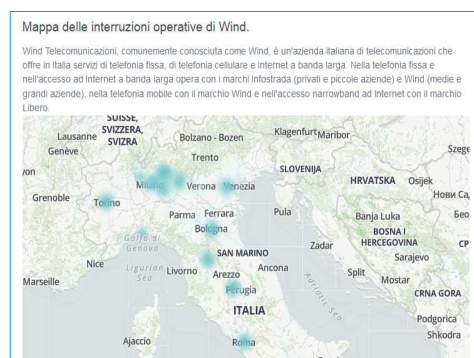 Mappa delle interruzioni operative di Wind.
Wind Telecomunicazioni, comunemente conosciuta come Wind, è un'azienda italiana di telecomunicazioni che
offre in Italia servizi di telefonia fissa, di telefonia cellulare e Internet a banda larga. Nella telefonia fissa e
nell'accesso ad Internet a banda larga opera con i marchi Infostrada (privati e piccole aziende) e Wind (medie e
grandi aziende), nella telefonia mobile con il marchio Wind e nell'accesso narrowband ad Internet con il marchio
Libero.
SUISSE,
Lausanne SVIZZERA, Bolzano - Bozen Klagenfurt Maribor
Genève SVIZRA Szege
Trento
yon SLOVENIJA
Milano Verona Venezia HRVATSKA Osijek
Grenoble Нови Са
Torino
Parma Ferrara Pula Banja Luka Бео
Bologna
Golfo di Genova BOSNA I
HERCEGOVINA СР
Nice SAN MARINO Zadar
Ligurian Sea Livorno Arezzo Ancona Sarajevo
Marseille Split Mostar
Perugia Adriatic Sea CRNA GORA
ITALIA
Podgorica
Ajaccio Roma Shkodra